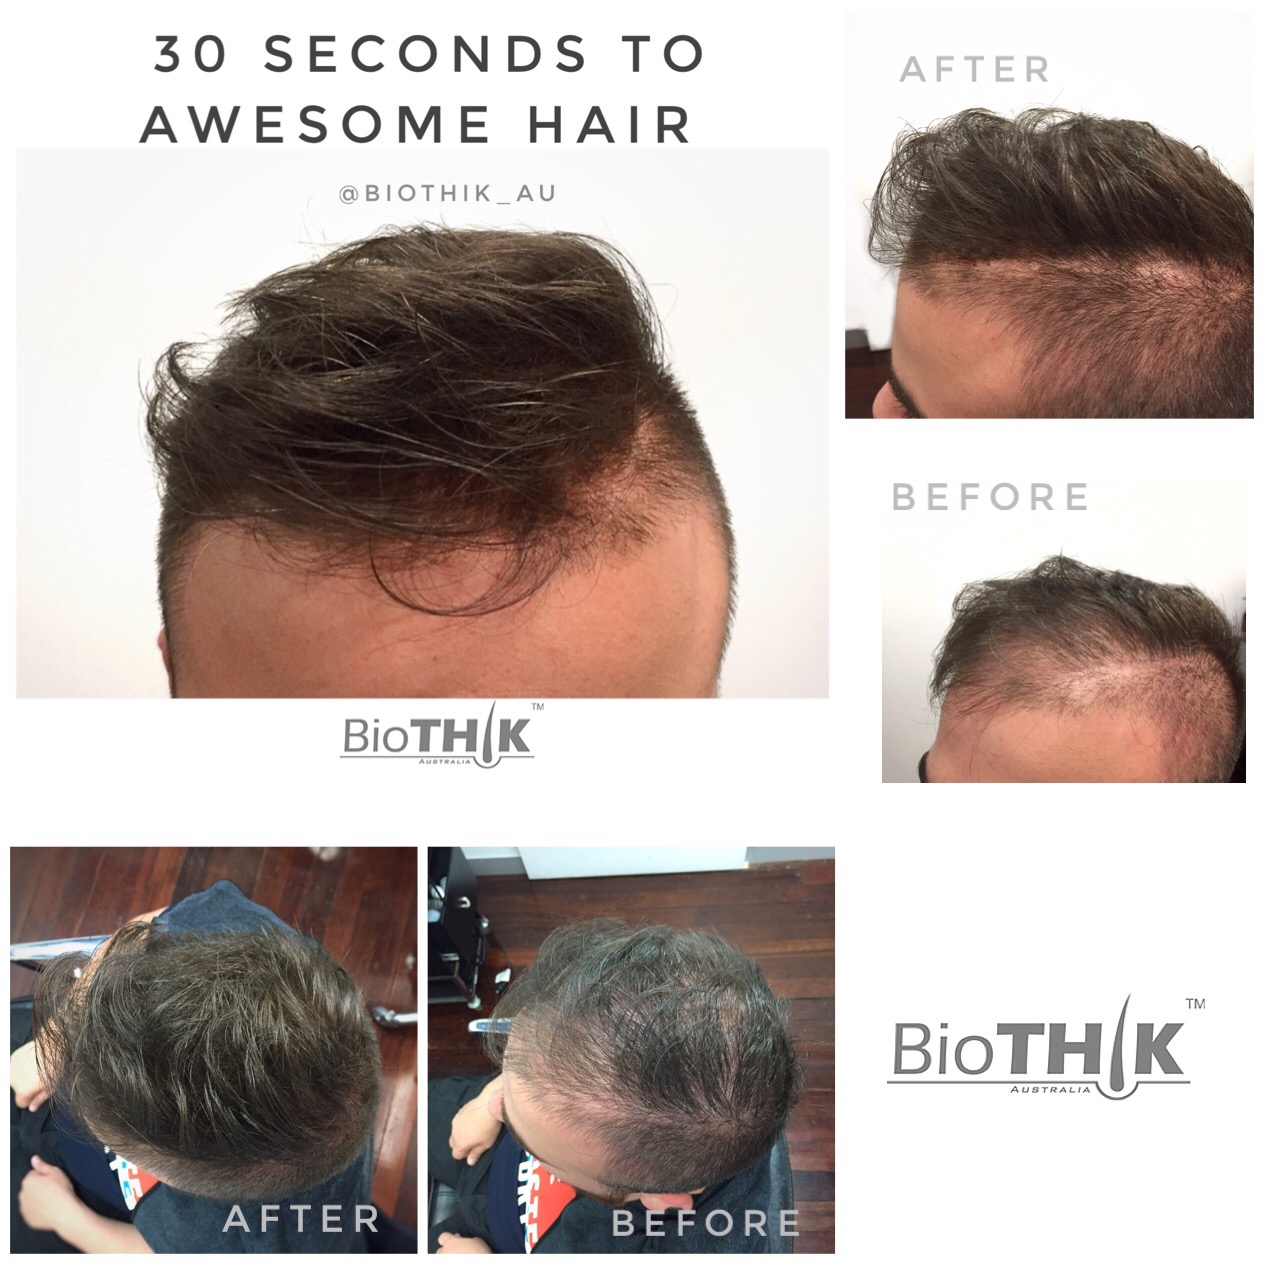 30 SECONDS TO
AWESOME HAIR
@BIOTHIK_AU
AFTER
BEFORE
BioTHIK™
AUSTRALIA
AFTER
BEFORE
BioTHIK™
AUSTRALIA